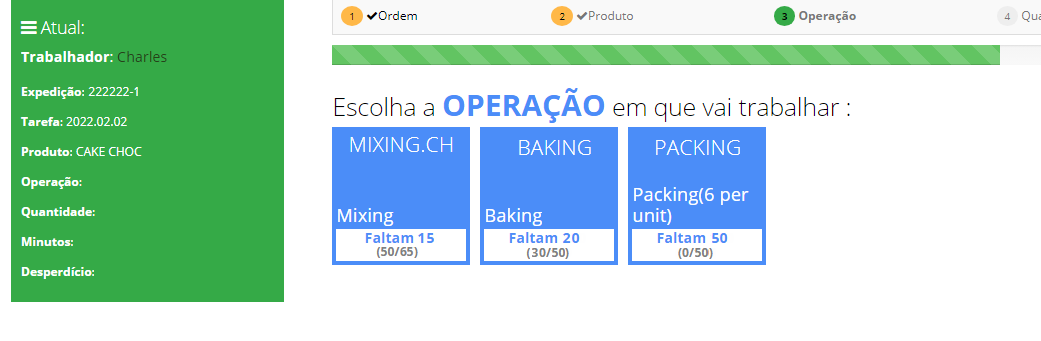 Atual:
Trabalhador: Charles
Expedição: 222222-1
Tarefa: 2022.02.02
Produto: CAKE CHOC
Operação:
Quantidade:
Minutos:
Desperdício:
1 Ordem
2 Produto
3 Operação
4 Qua
Escolha a OPERAÇÃO em que vai trabalhar :
MIXING.CH
Mixing
Faltam 15
(50/65)
BAKING
Baking
Faltam 20
(30/50)
PACKING
Packing(6 per
unit)
Faltam 50
(0/50)